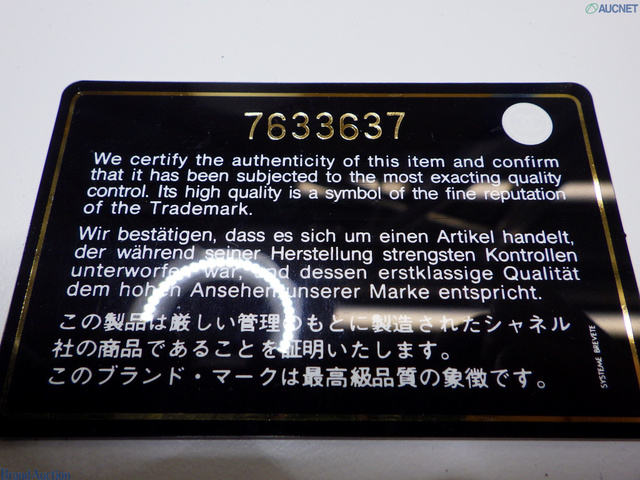 AUCNET
7633637
We certify the authenticity of this item and confirm
that it has been subjected to the most exacting quality
control. Its high quality is a symbol of the fine reputation
of the Trademark.
Wir bestätigen, dass es sich um einen Artikel handelt,
der während seiner Herstellung strengsten Kontrollen
unterworfen war, und dessen erstklassige Qualität
dem hohen Ansehen unserer Marke entspricht.
この製品は厳しい管理のもとに製造されたシャネル
社の商品であることを証明いたします。
このブランド・マークは最高級品質の象徴です。
SYSTEME BREVETE
Brand Auction